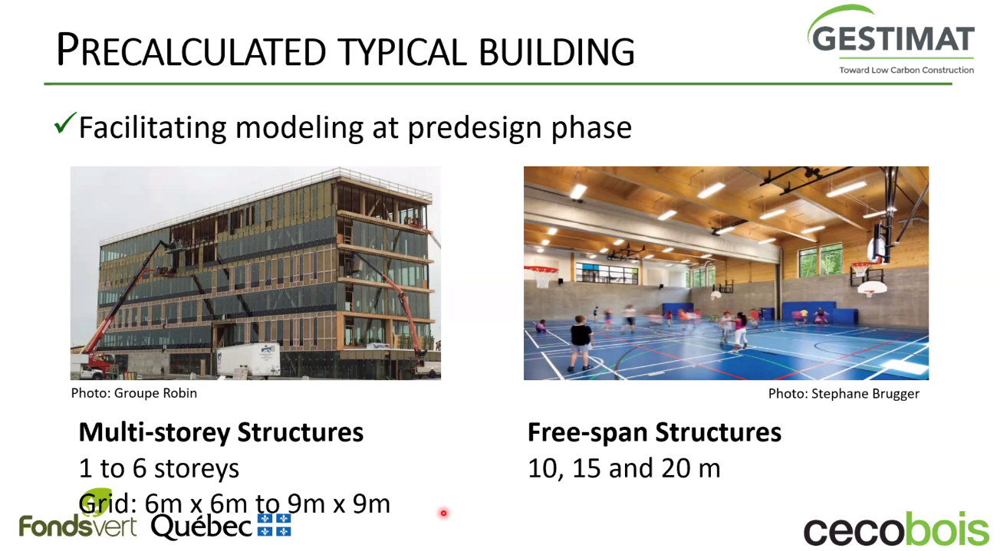 PRECALCULATED TYPICAL BUILDING
GESTIMAT
Toward Low Carbon Construction
✓Facilitating modeling at predesign phase
Photo: Groupe Robin
Photo: Stephane Brugger
Multi-storey Structures
1 to 6 storeys
Grid: 6m x 6m to 9m x 9m
Free-span Structures
10, 15 and 20 m
Fondsvert
Québec
cecobois